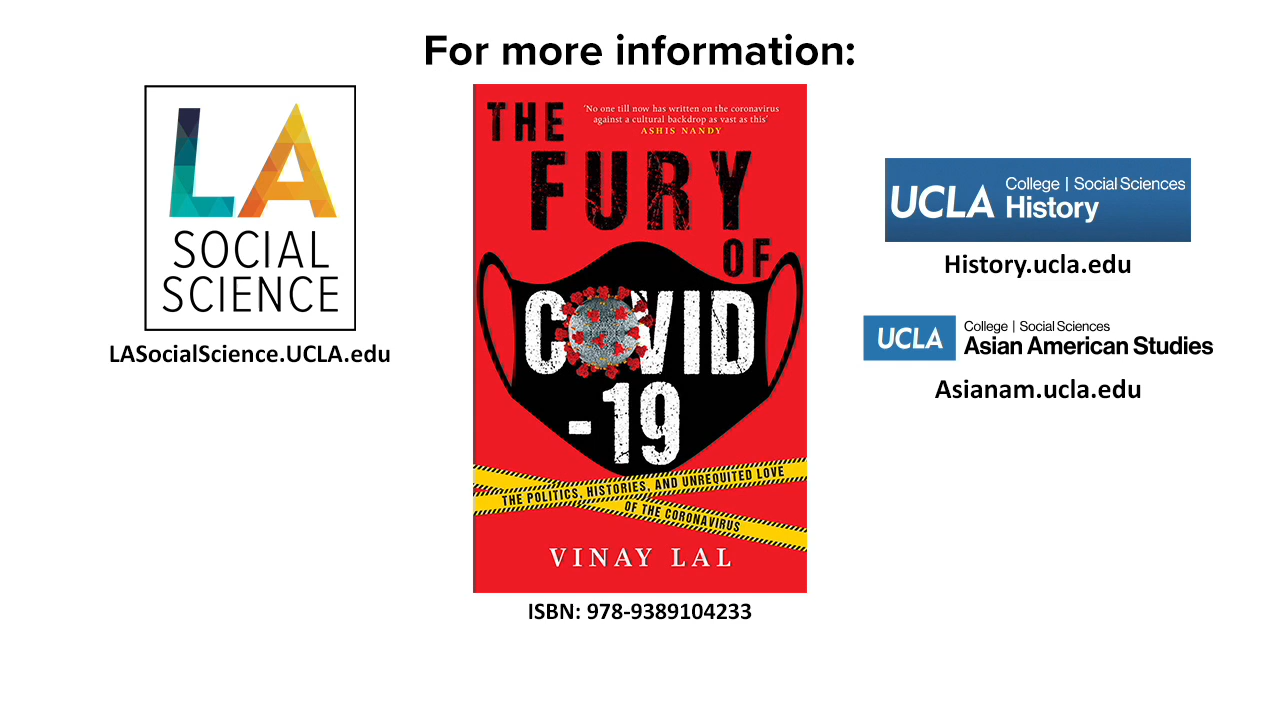 For more information:
LA
SOCIAL
SCIENCE
LASocialScience.UCLA.edu
THE
'No one till now has written on the coronavirus
against a cultural backdrop as vast as this'
ASHIS NANDY
FURY
OF
COVID
-19
THE POLITICS, HISTORIES, AND UNREQUITED LOVE
OF THE CORONAVIRUS
VINAY LAL
ISBN: 978-9389104233
UCLA College | Social Sciences
History
History.ucla.edu
UCLA College | Social Sciences
Asian American Studies
Asianam.ucla.edu